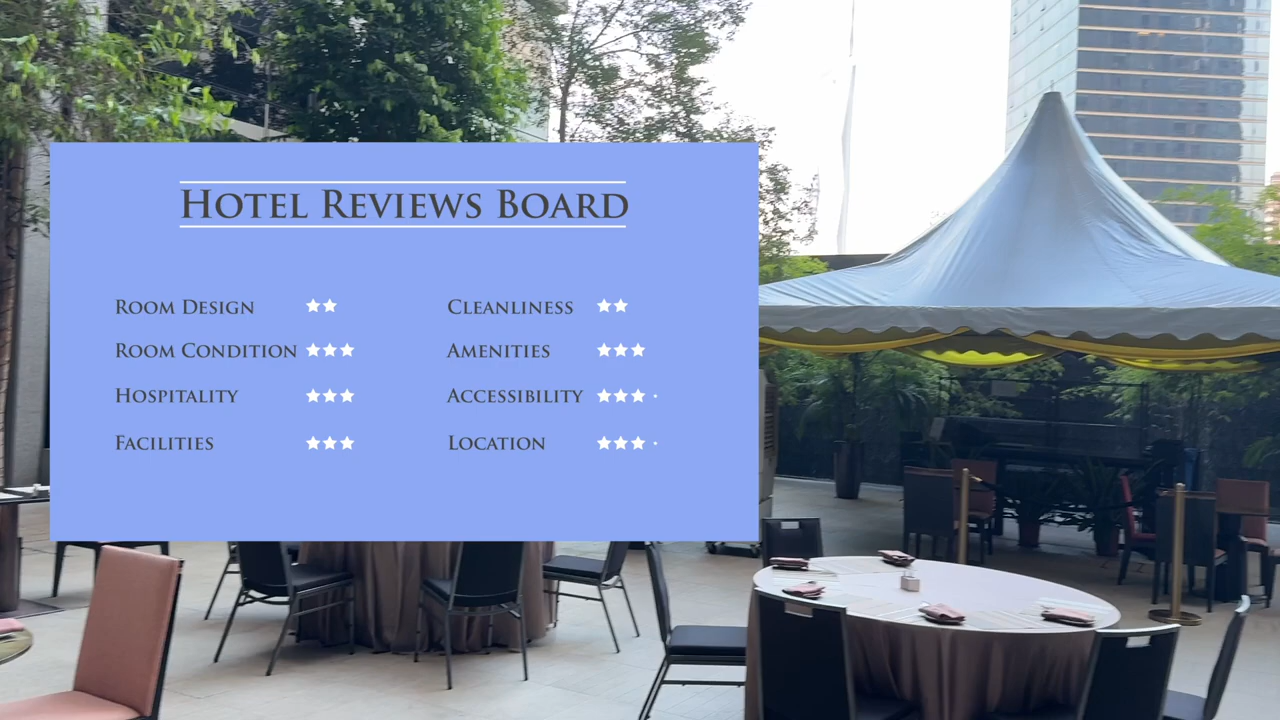 Hotel Reviews Board
Room Design ★★
Room Condition ★★★
Hospitality ★★★
Facilities ★★★
Cleanliness ★★
Amenities ★★★
Accessibility ★★★
Location ★★★